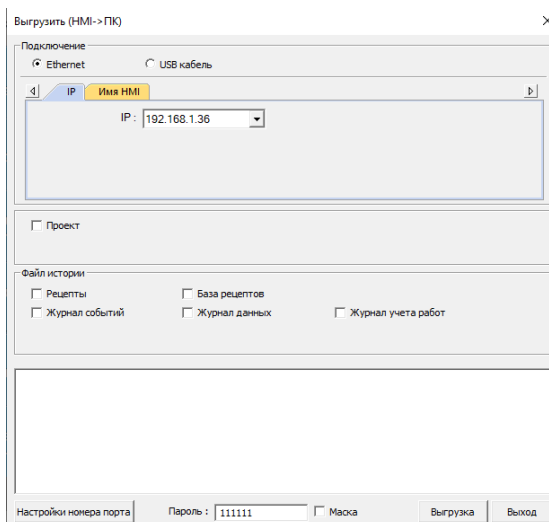 Выгрузить (HMI->ПК)
Подключение
Ethernet USB кабель
IP Имя HMI
IP : 192.168.1.36
Проект
Файл истории
Рецепты База рецептов
Журнал событий Журнал данных Журнал учета работ
Настройки номера порта Пароль : 111111 Маска Выгрузка Выход